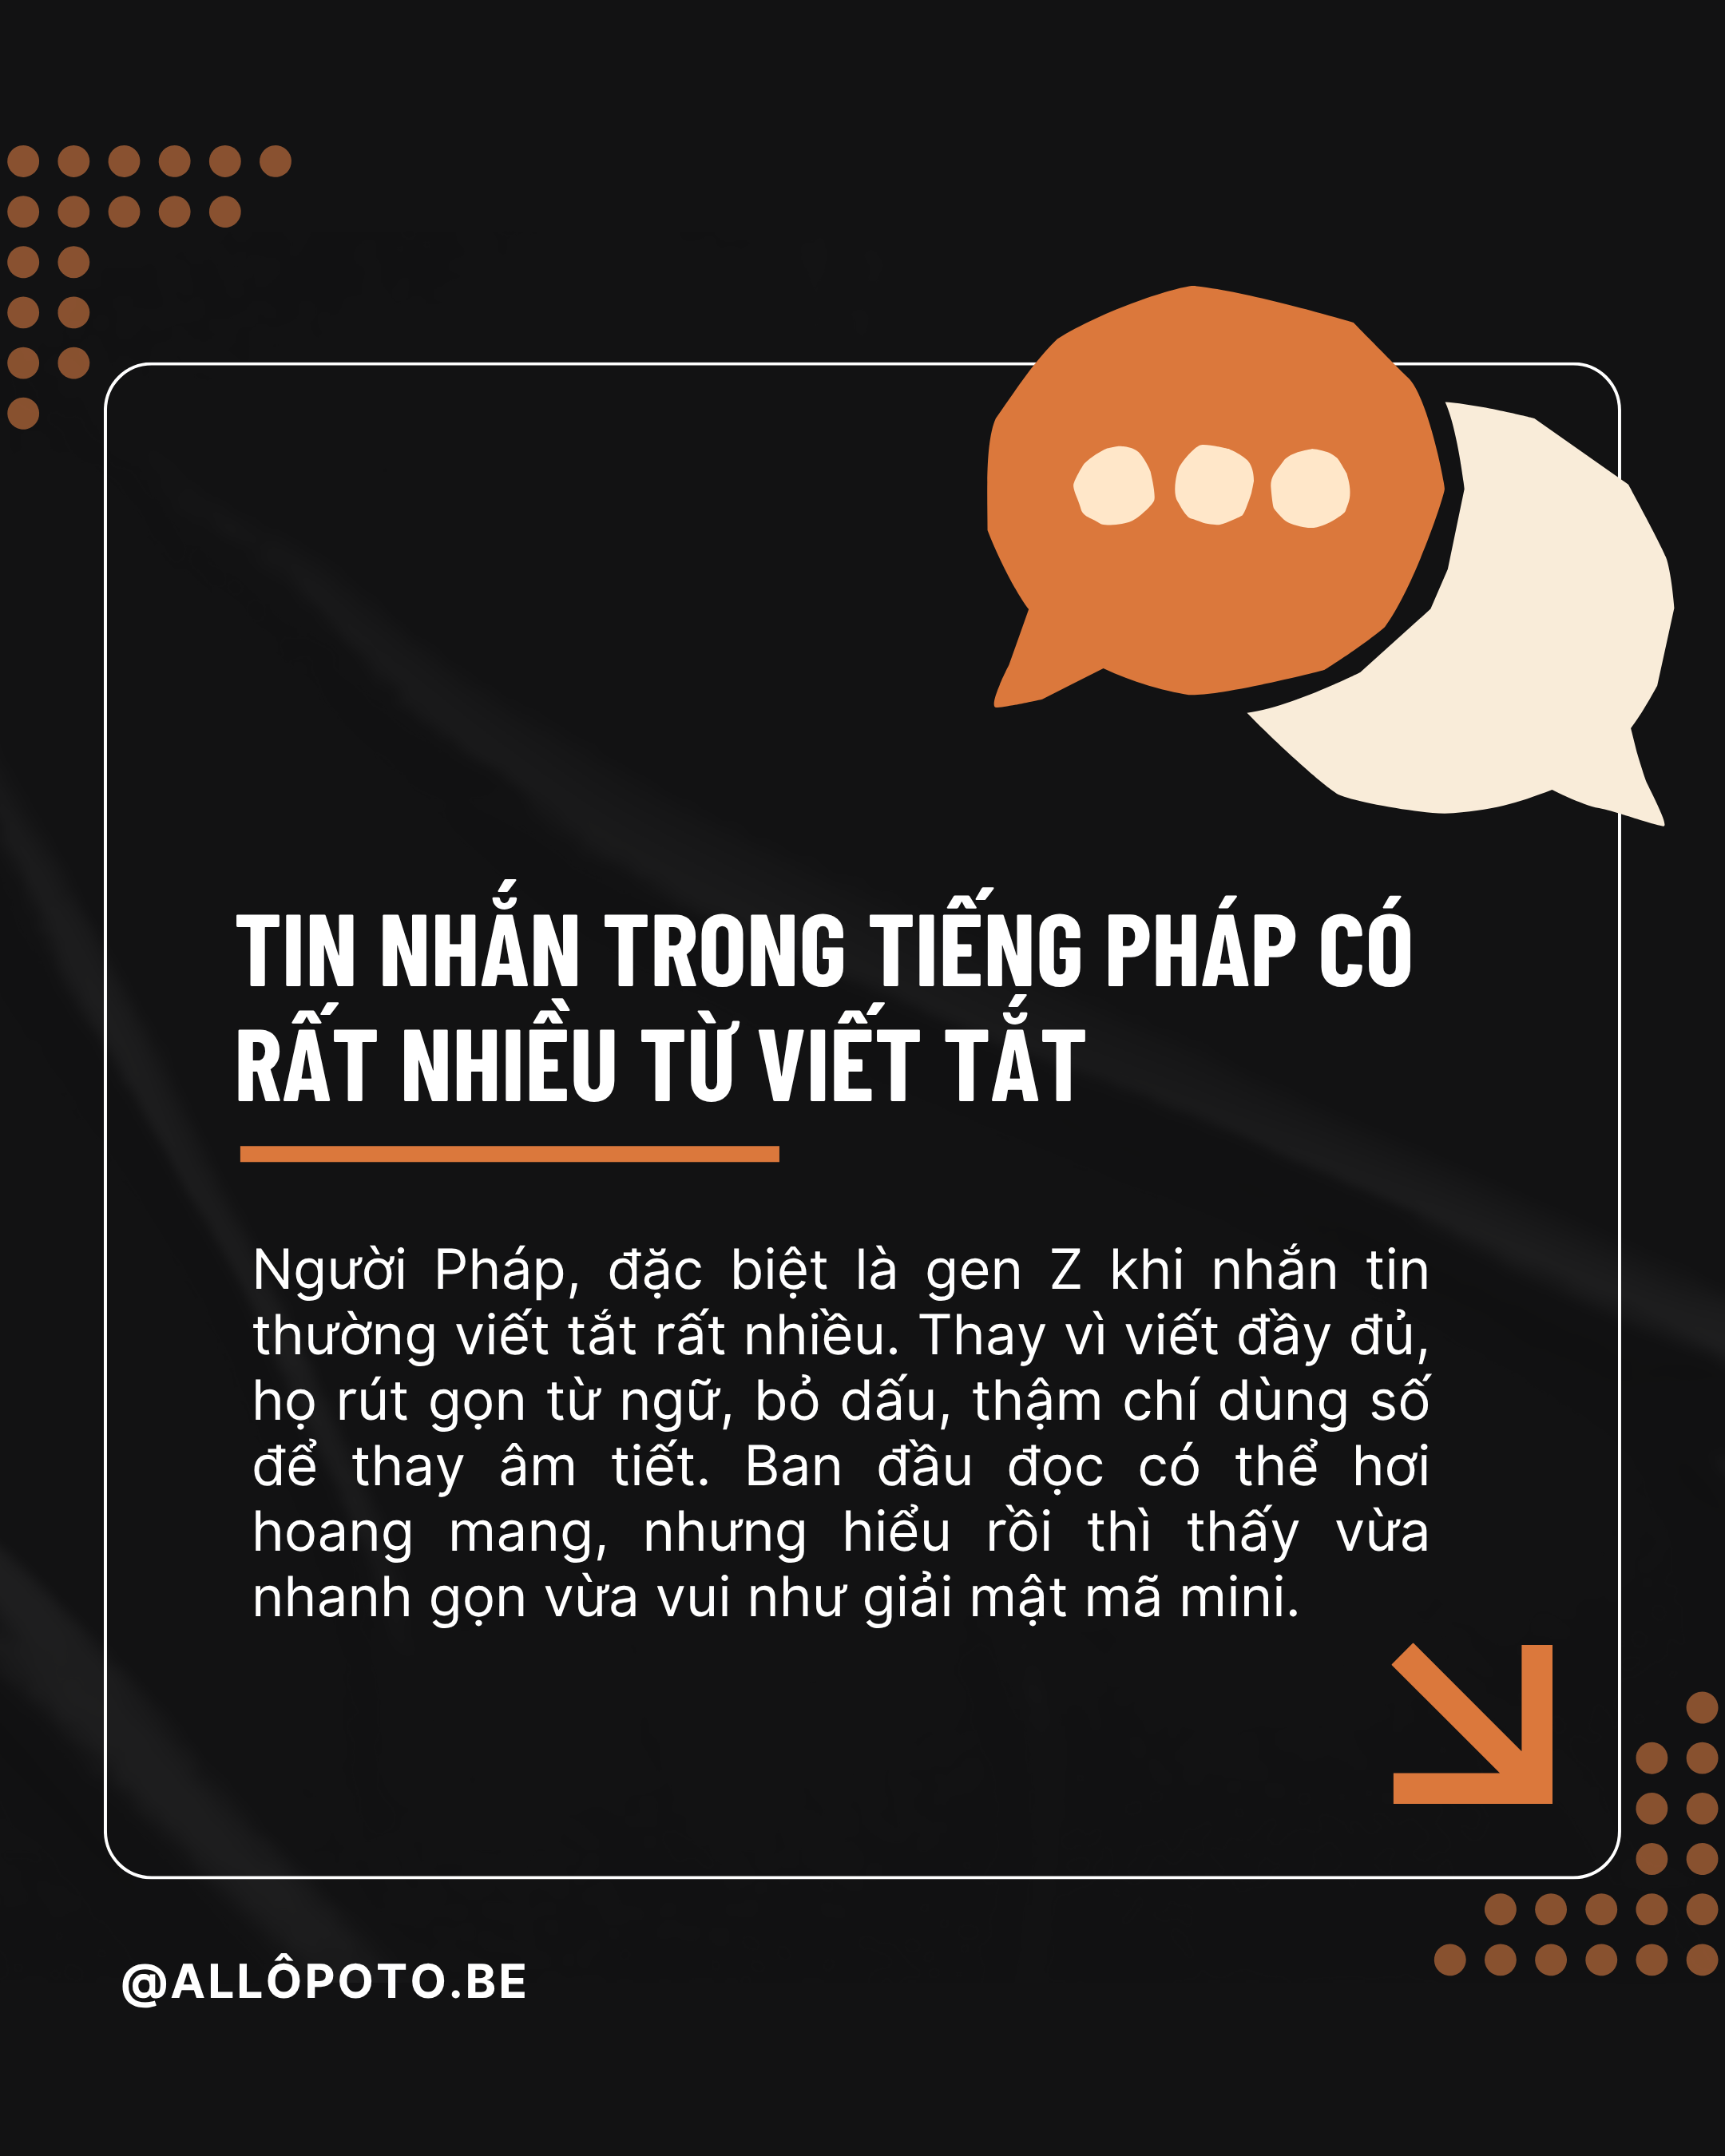 TIN NHẮN TRONG TIẾNG PHÁP CÓ
RẤT NHIỀU TỪ VIẾT TẮT
Người Pháp, đặc biệt là gen Z khi nhắn tin
thường viết tắt rất nhiều. Thay vì viết đầy đủ,
họ rút gọn từ ngữ, bỏ dấu, thậm chí dùng số
để thay âm tiết. Ban đầu đọc có thể hơi
hoang mang, nhưng hiểu rồi thì thấy vừa
nhanh gọn vừa vui như giải mật mã mini.
@ALLÔPOTO.BE